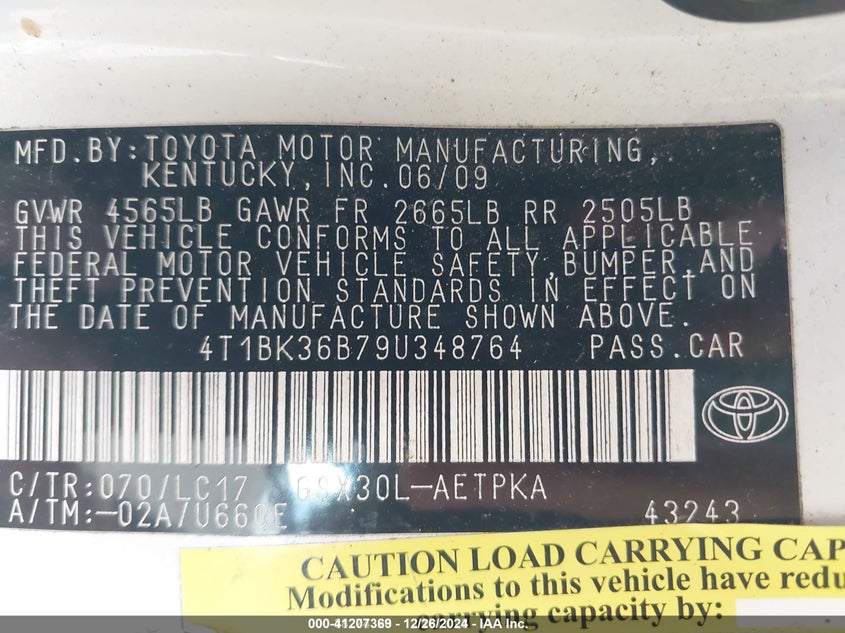 MFD.BY:TOYOTA MOTOR MANUFACTURING,
KENTUCKY,INC.06/09
GVWR 4565LB GAWR FR 2665LB RR 2505LB
THIS VEHICLE CONFORMS TO ALL APPLICABLE
FEDERAL MOTOR VEHICLE SAFETY,BUMPER,AND
THEFT PREVENTION STANDARDS IN EFFECT ON
THE DATE OF MANUFACTURE SHOWN ABOVE.
4T1BK36B79U348764 PASS.CAR
C/TR:070/LC17 GSX30L-AETPKA
A/TM:-02A/U660E 43243
CAUTION LOAD CARRYING CAP
Modifications to this vehicle have redu
carrying capacity by:
000-41207369 - 12/26/2024 - IAA Inc.